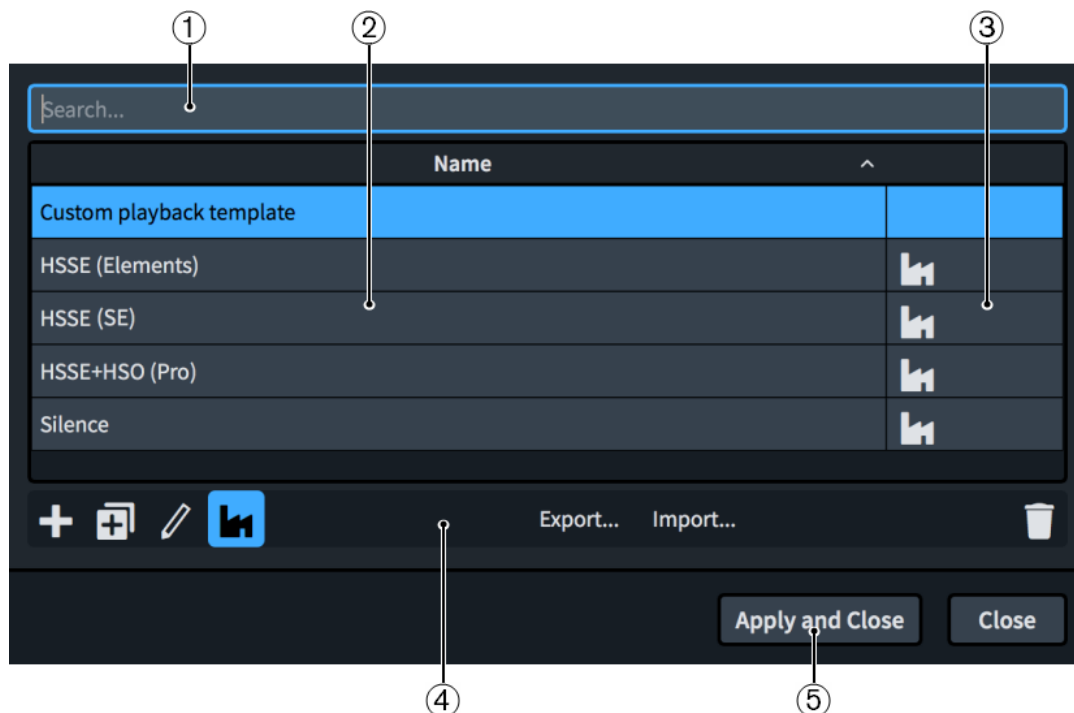 ① ② ③
Search...
Name
Custom playback template
HSSE (Elements)
HSSE (SE)
HSSE+HSO (Pro)
Silence
Export... Import...
Apply and Close Close
④ ⑤